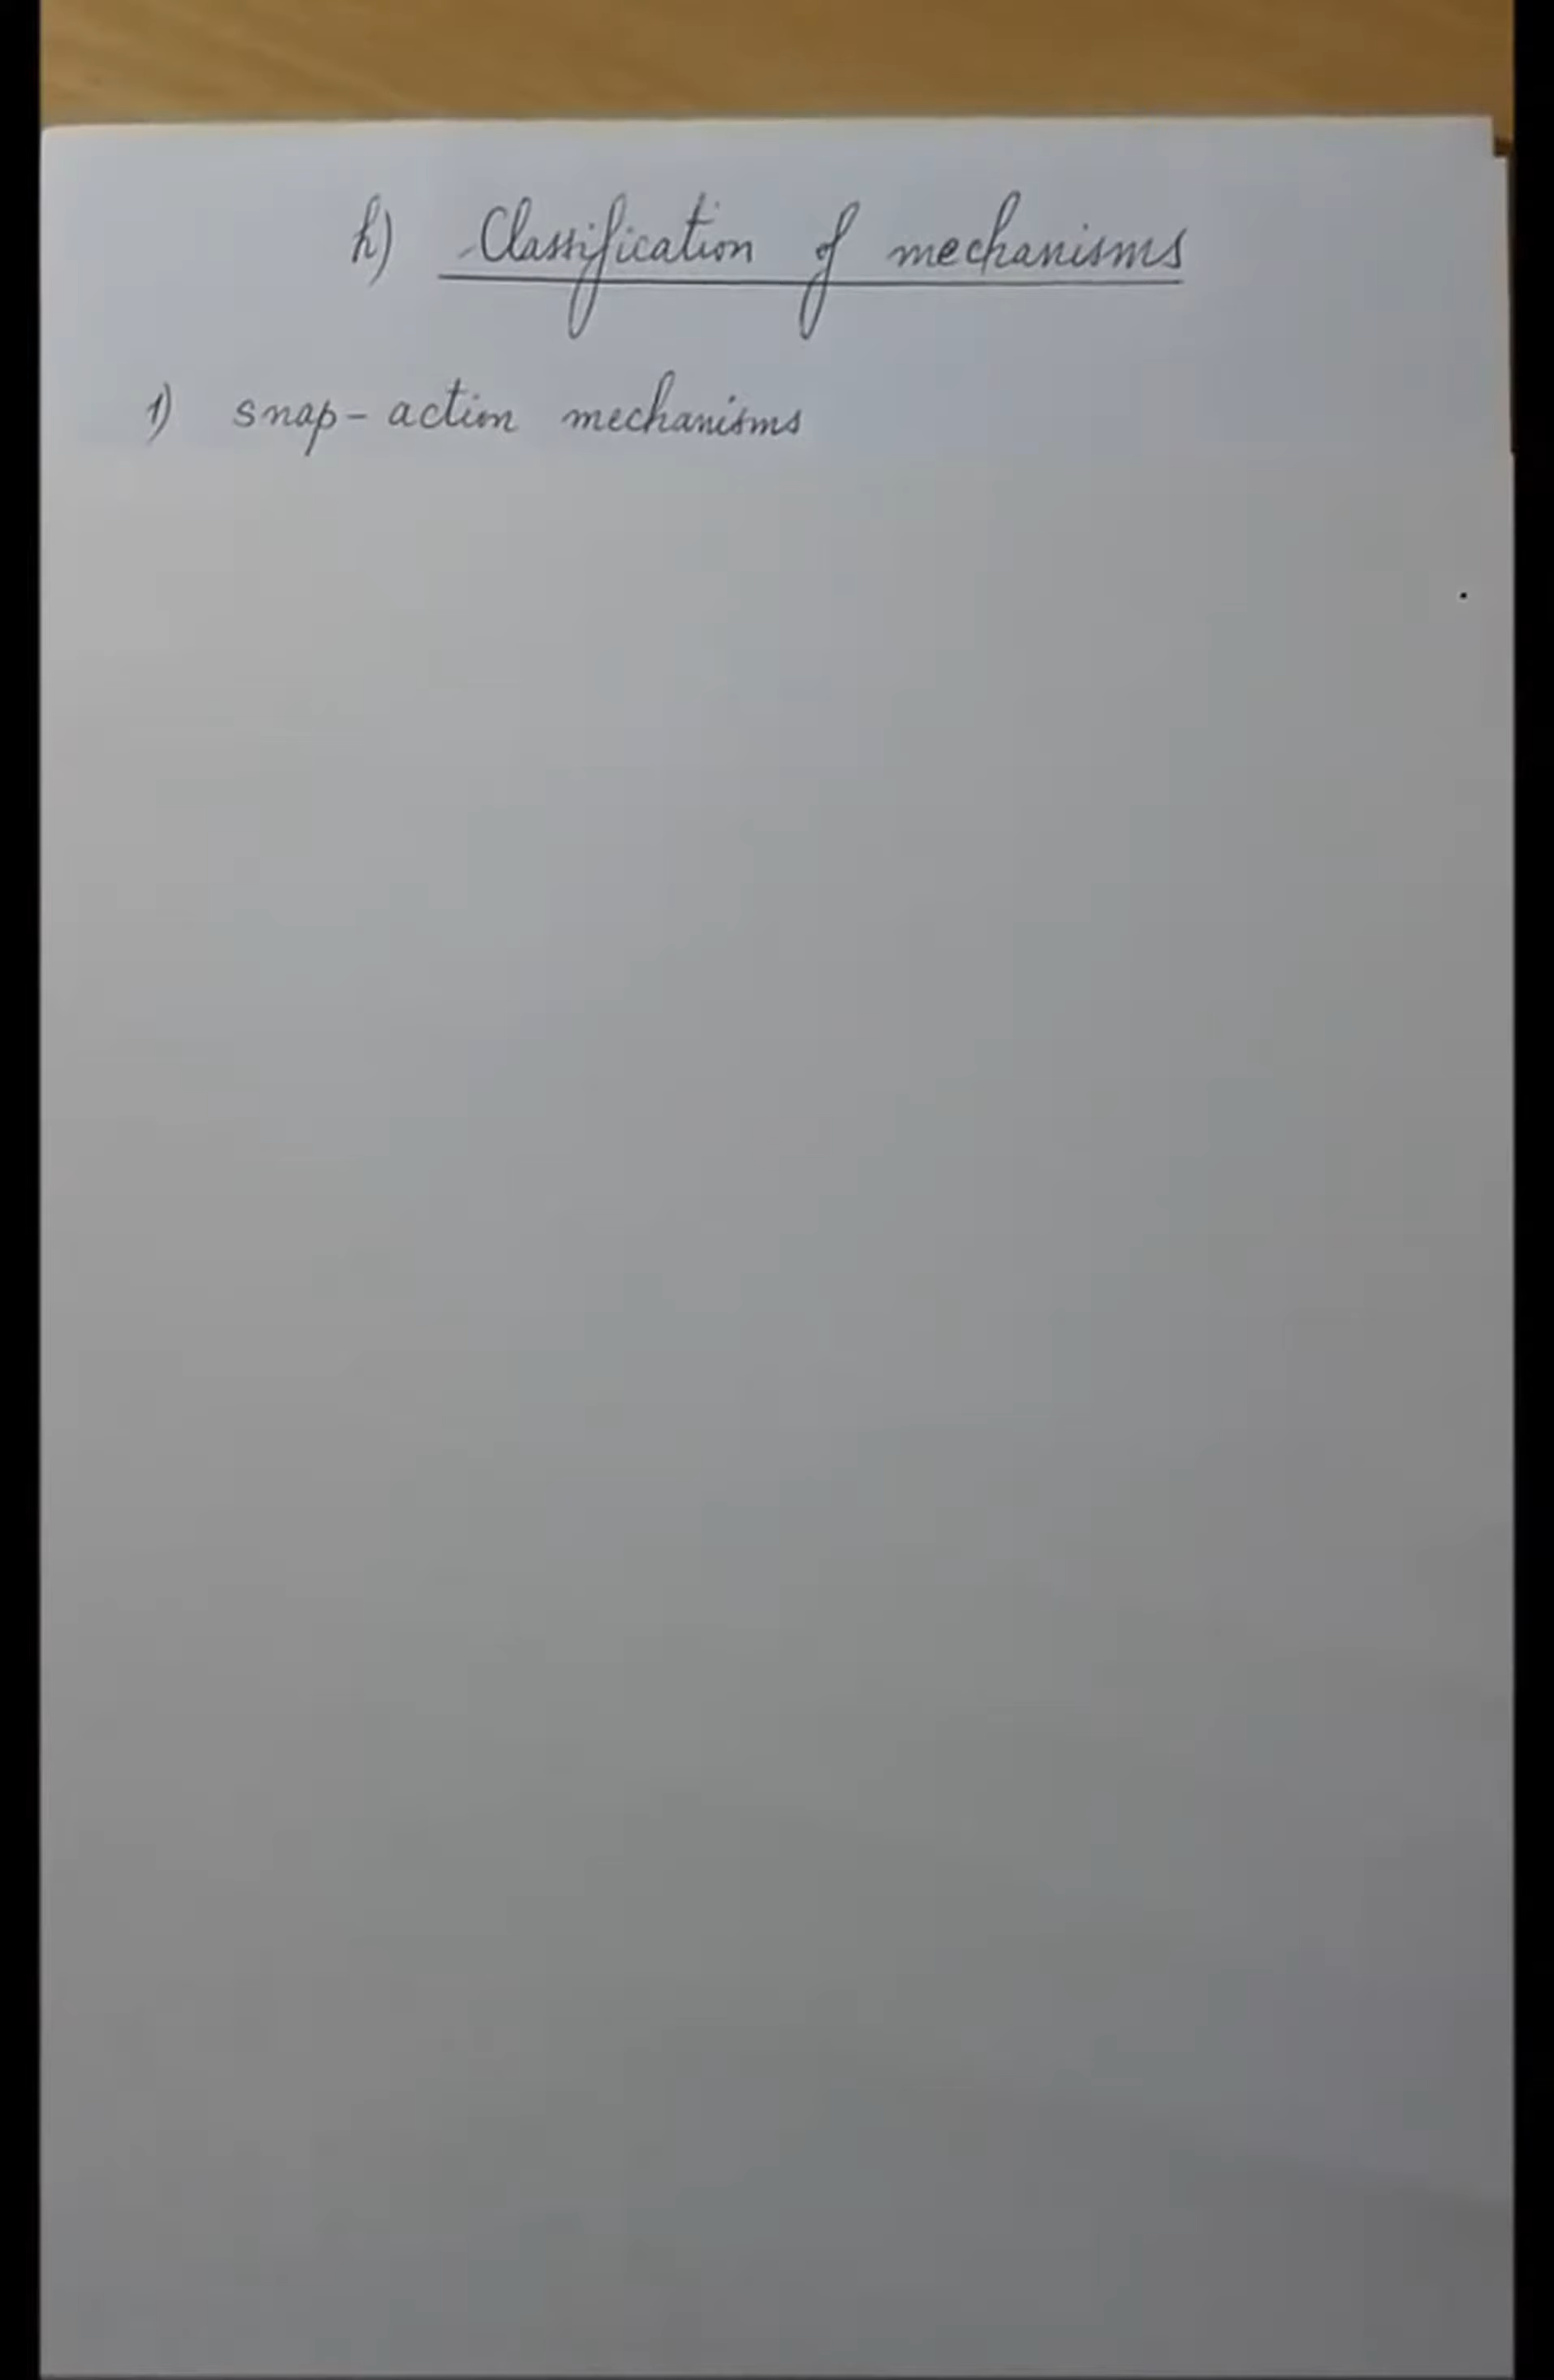 h) Classification of mechanisms
1) snap-action mechanisms